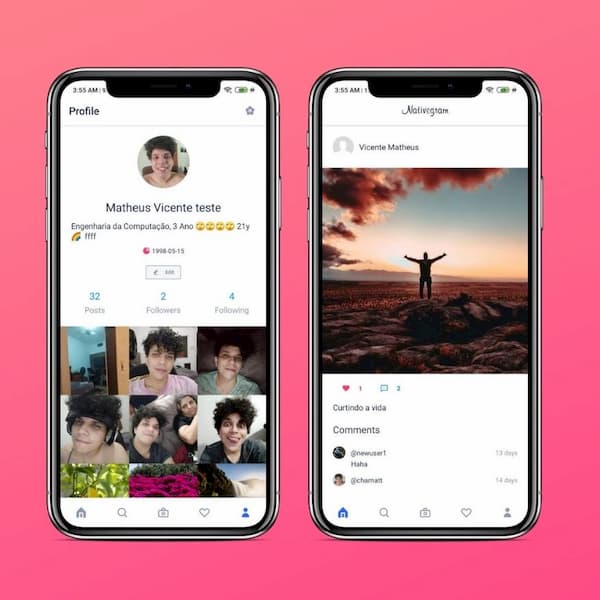 3:55 AM
Profile
Matheus Vicente teste
Engenharia da Computação, 3 Ano 🙄🙄🙄🙄 21y
🌈 ffff
1998-05-15
Edit
32 2 4
Posts Followers Following
3:55 AM
Nativegram
Vicente Matheus
1 2
Curtindo a vida
Comments
@newuser1 13 days
Haha
@chamatt 14 days